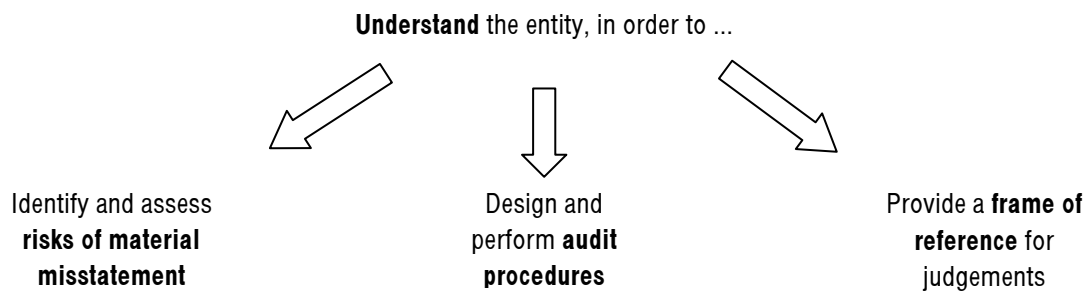 Understand the entity, in order to ...
Identify and assess
risks of material
misstatement
Design and
perform audit
procedures
Provide a frame of
reference for
judgements